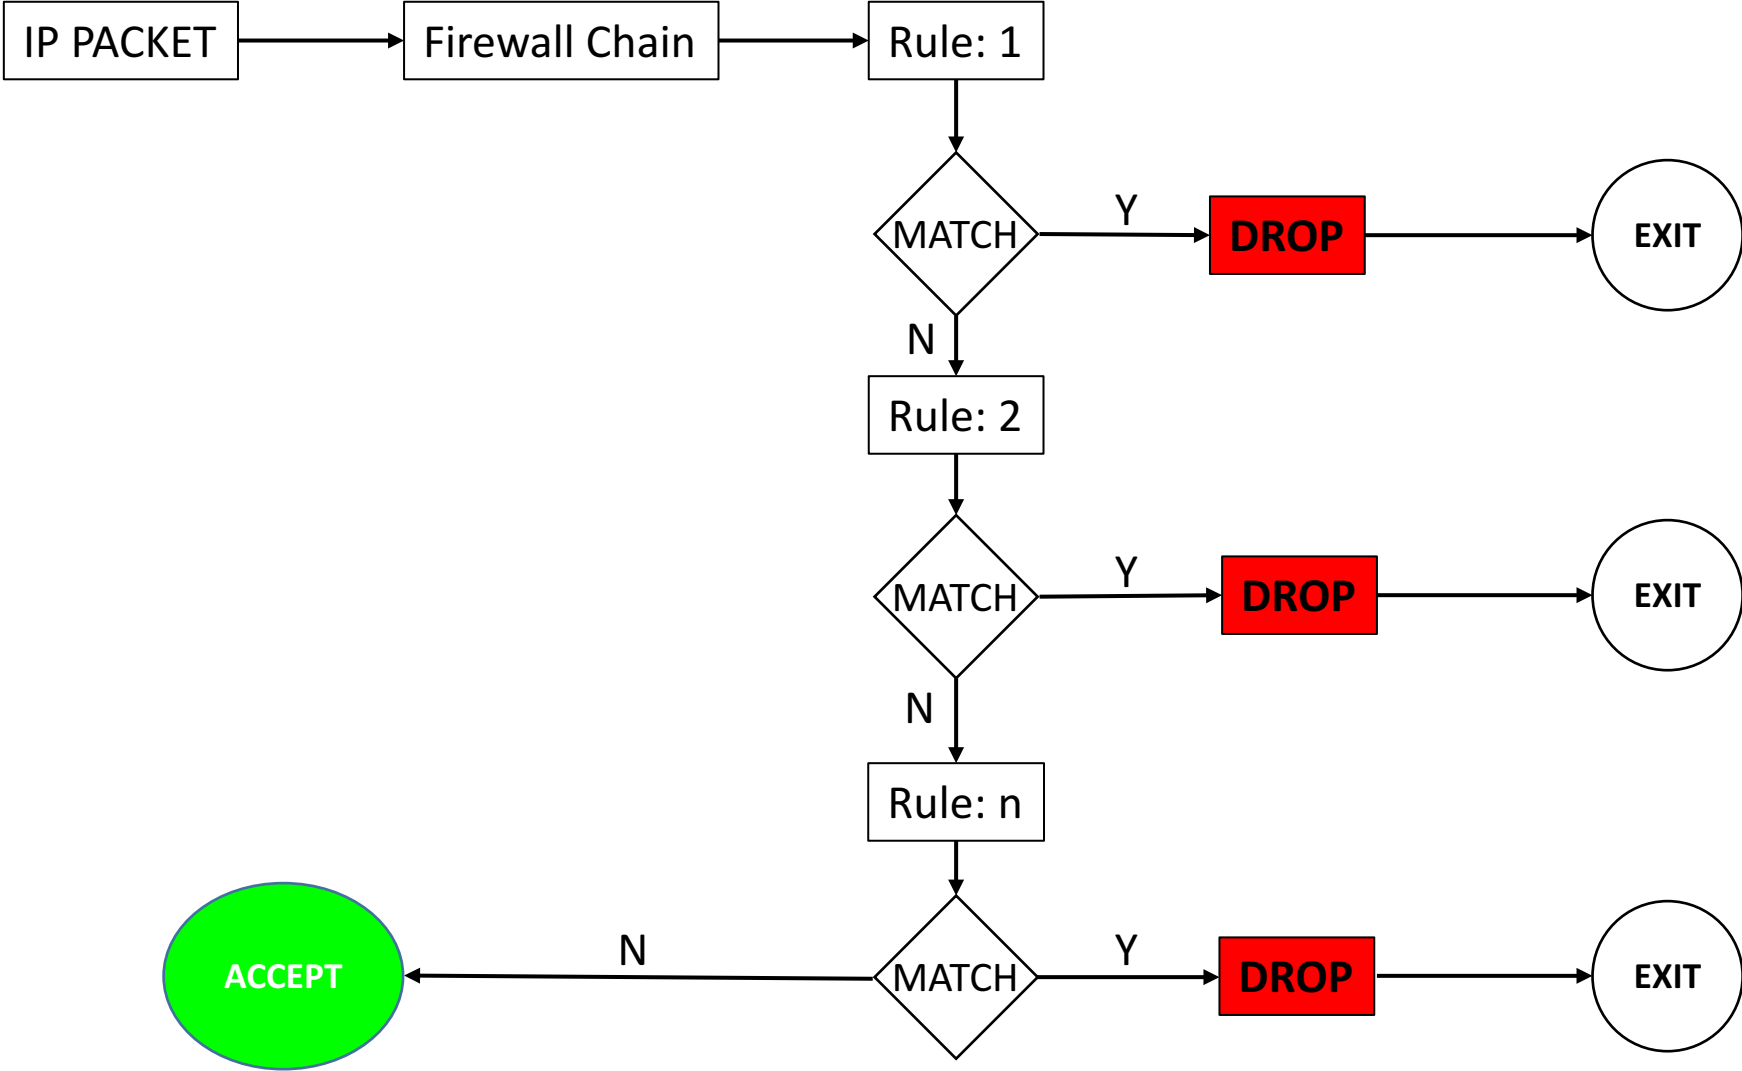 IP PACKET
Firewall Chain
Rule: 1
MATCH
Y
DROP
EXIT
N
Rule: 2
MATCH
Y
DROP
EXIT
N
Rule: n
MATCH
Y
DROP
EXIT
N
ACCEPT